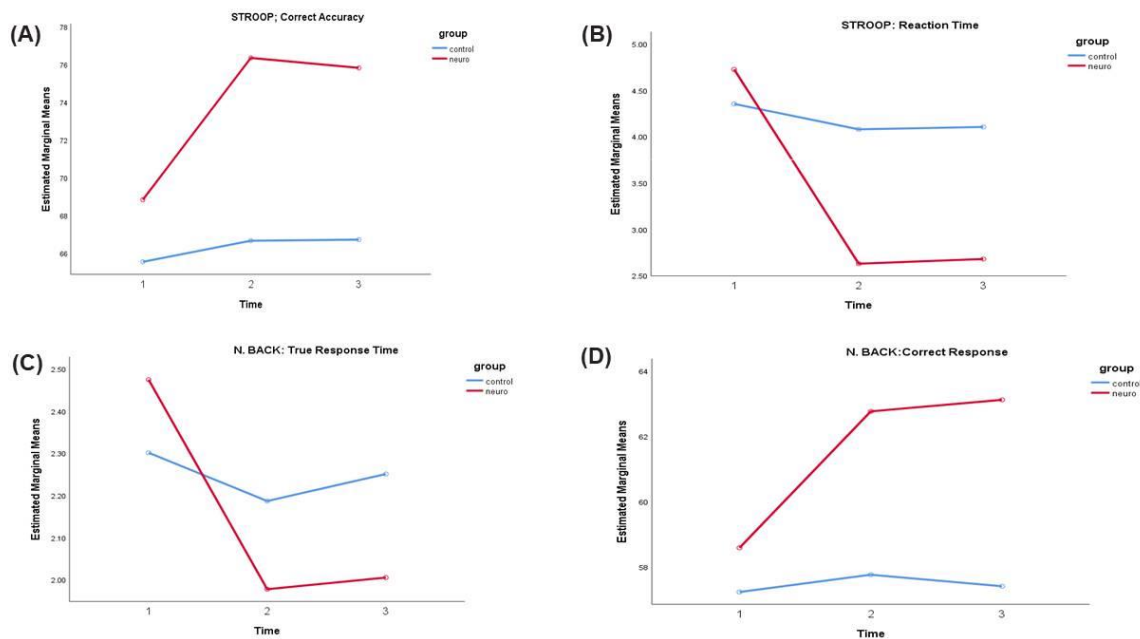 (A)
STROOP; Correct Accuracy
group
control
neuro
Estimated Marginal Means
78
76
74
72
70
68
66
1 2 3
Time
(B)
STROOP: Reaction Time
group
control
neuro
Estimated Marginal Means
5.00
4.50
4.00
3.50
3.00
2.50
1 2 3
Time
(C)
N. BACK: True Response Time
group
control
neuro
Estimated Marginal Means
2.50
2.40
2.30
2.20
2.10
2.00
1 2 3
Time
(D)
N. BACK:Correct Response
group
contro
neuro
Estimated Marginal Means
64
62
60
58
1 2 3
Time